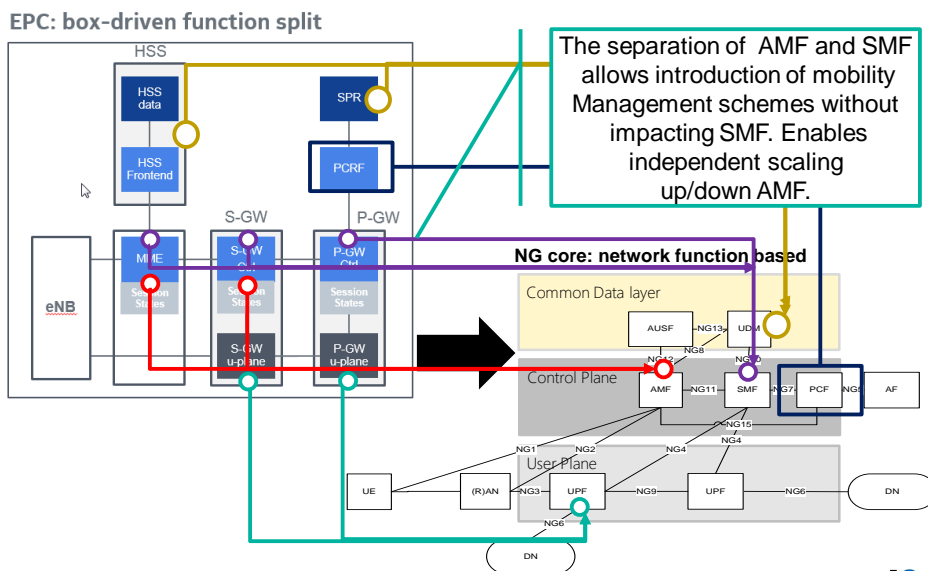 EPC: box-driven function split
HSS
HSS
data
SPR
HSS
Frontend
PCRF
The separation of AMF and SMF
allows introduction of mobility
Management schemes without
impacting SMF. Enables
independent scaling
up/down AMF.
S-GW
P-GW
eNB
MME
Session
States
S-GW
Session
States
P-GW
Ctrl
Session
States
S-GW
u-plane
P-GW
u-plane
NG core: network function based
Common Data layer
AUSF
NG13
UDM
NG8
Control Plane
AMF
NG11
SMF
NG7
PCF
AF
NG15
NG1
NG2
NG4
NG4
User Plane
UE
(R)AN
NG3
UPF
NG9
UPF
NG6
DN
NG6
DN